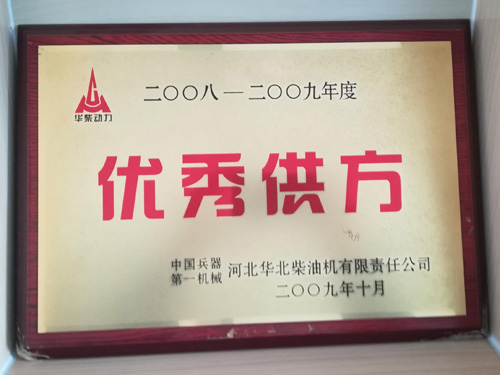 华柴动力
二〇〇八—二〇〇九年度
优秀供方
中国兵器
第一机械
河北华北柴油机有限责任公司
二〇〇九年十月